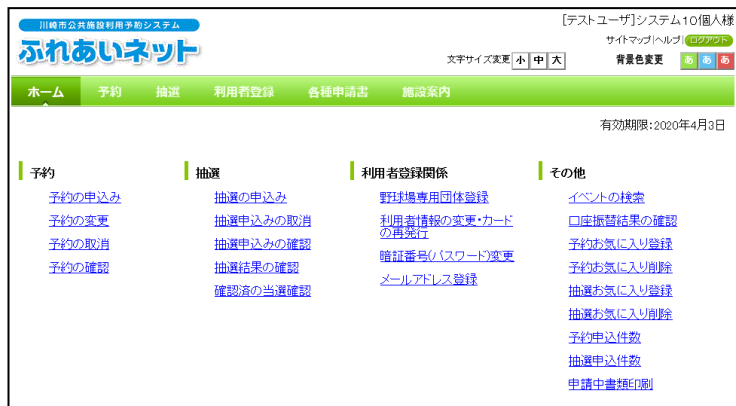 [テストユーザ]システム10個人様
川崎市公共施設利用予約システム
サイトマップ|ヘルプ|ログアウト
ふれあいネット
文字サイズ変更 小 中 大 背景色変更 あ あ あ
ホーム 予約 抽選 利用者登録 各種申請書 施設案内
有効期限:2020年4月3日
予約
予約の申込み
予約の変更
予約の取消
予約の確認
抽選
抽選の申込み
抽選申込みの取消
抽選申込みの確認
抽選結果の確認
確認済の当選確認
利用者登録関係
野球場専用団体登録
利用者情報の変更・カード
の再発行
暗証番号(パスワード)変更
メールアドレス登録
その他
イベントの検索
口座振替結果の確認
予約お気に入り登録
予約お気に入り削除
抽選お気に入り登録
抽選お気に入り削除
予約申込件数
抽選申込件数
申請中書類印刷